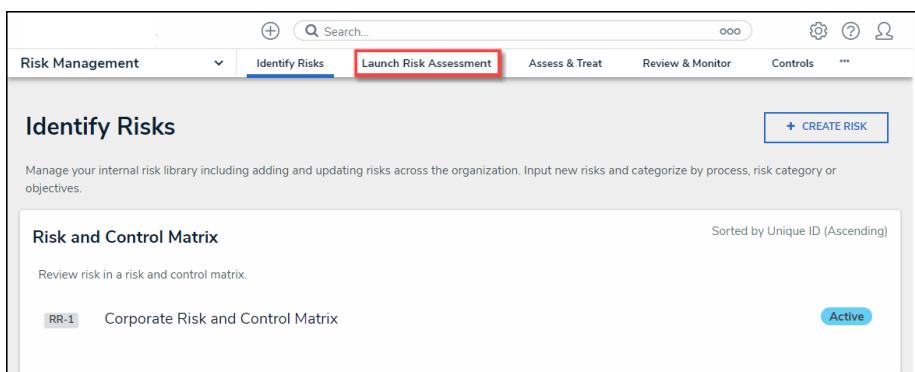 Search...
Risk Management
Identify Risks
Launch Risk Assessment
Assess & Treat
Review & Monitor
Controls
Identify Risks
+ CREATE RISK
Manage your internal risk library including adding and updating risks across the organization. Input new risks and categorize by process, risk category or
objectives.
Risk and Control Matrix
Sorted by Unique ID (Ascending)
Review risk in a risk and control matrix.
RR-1
Corporate Risk and Control Matrix
Active